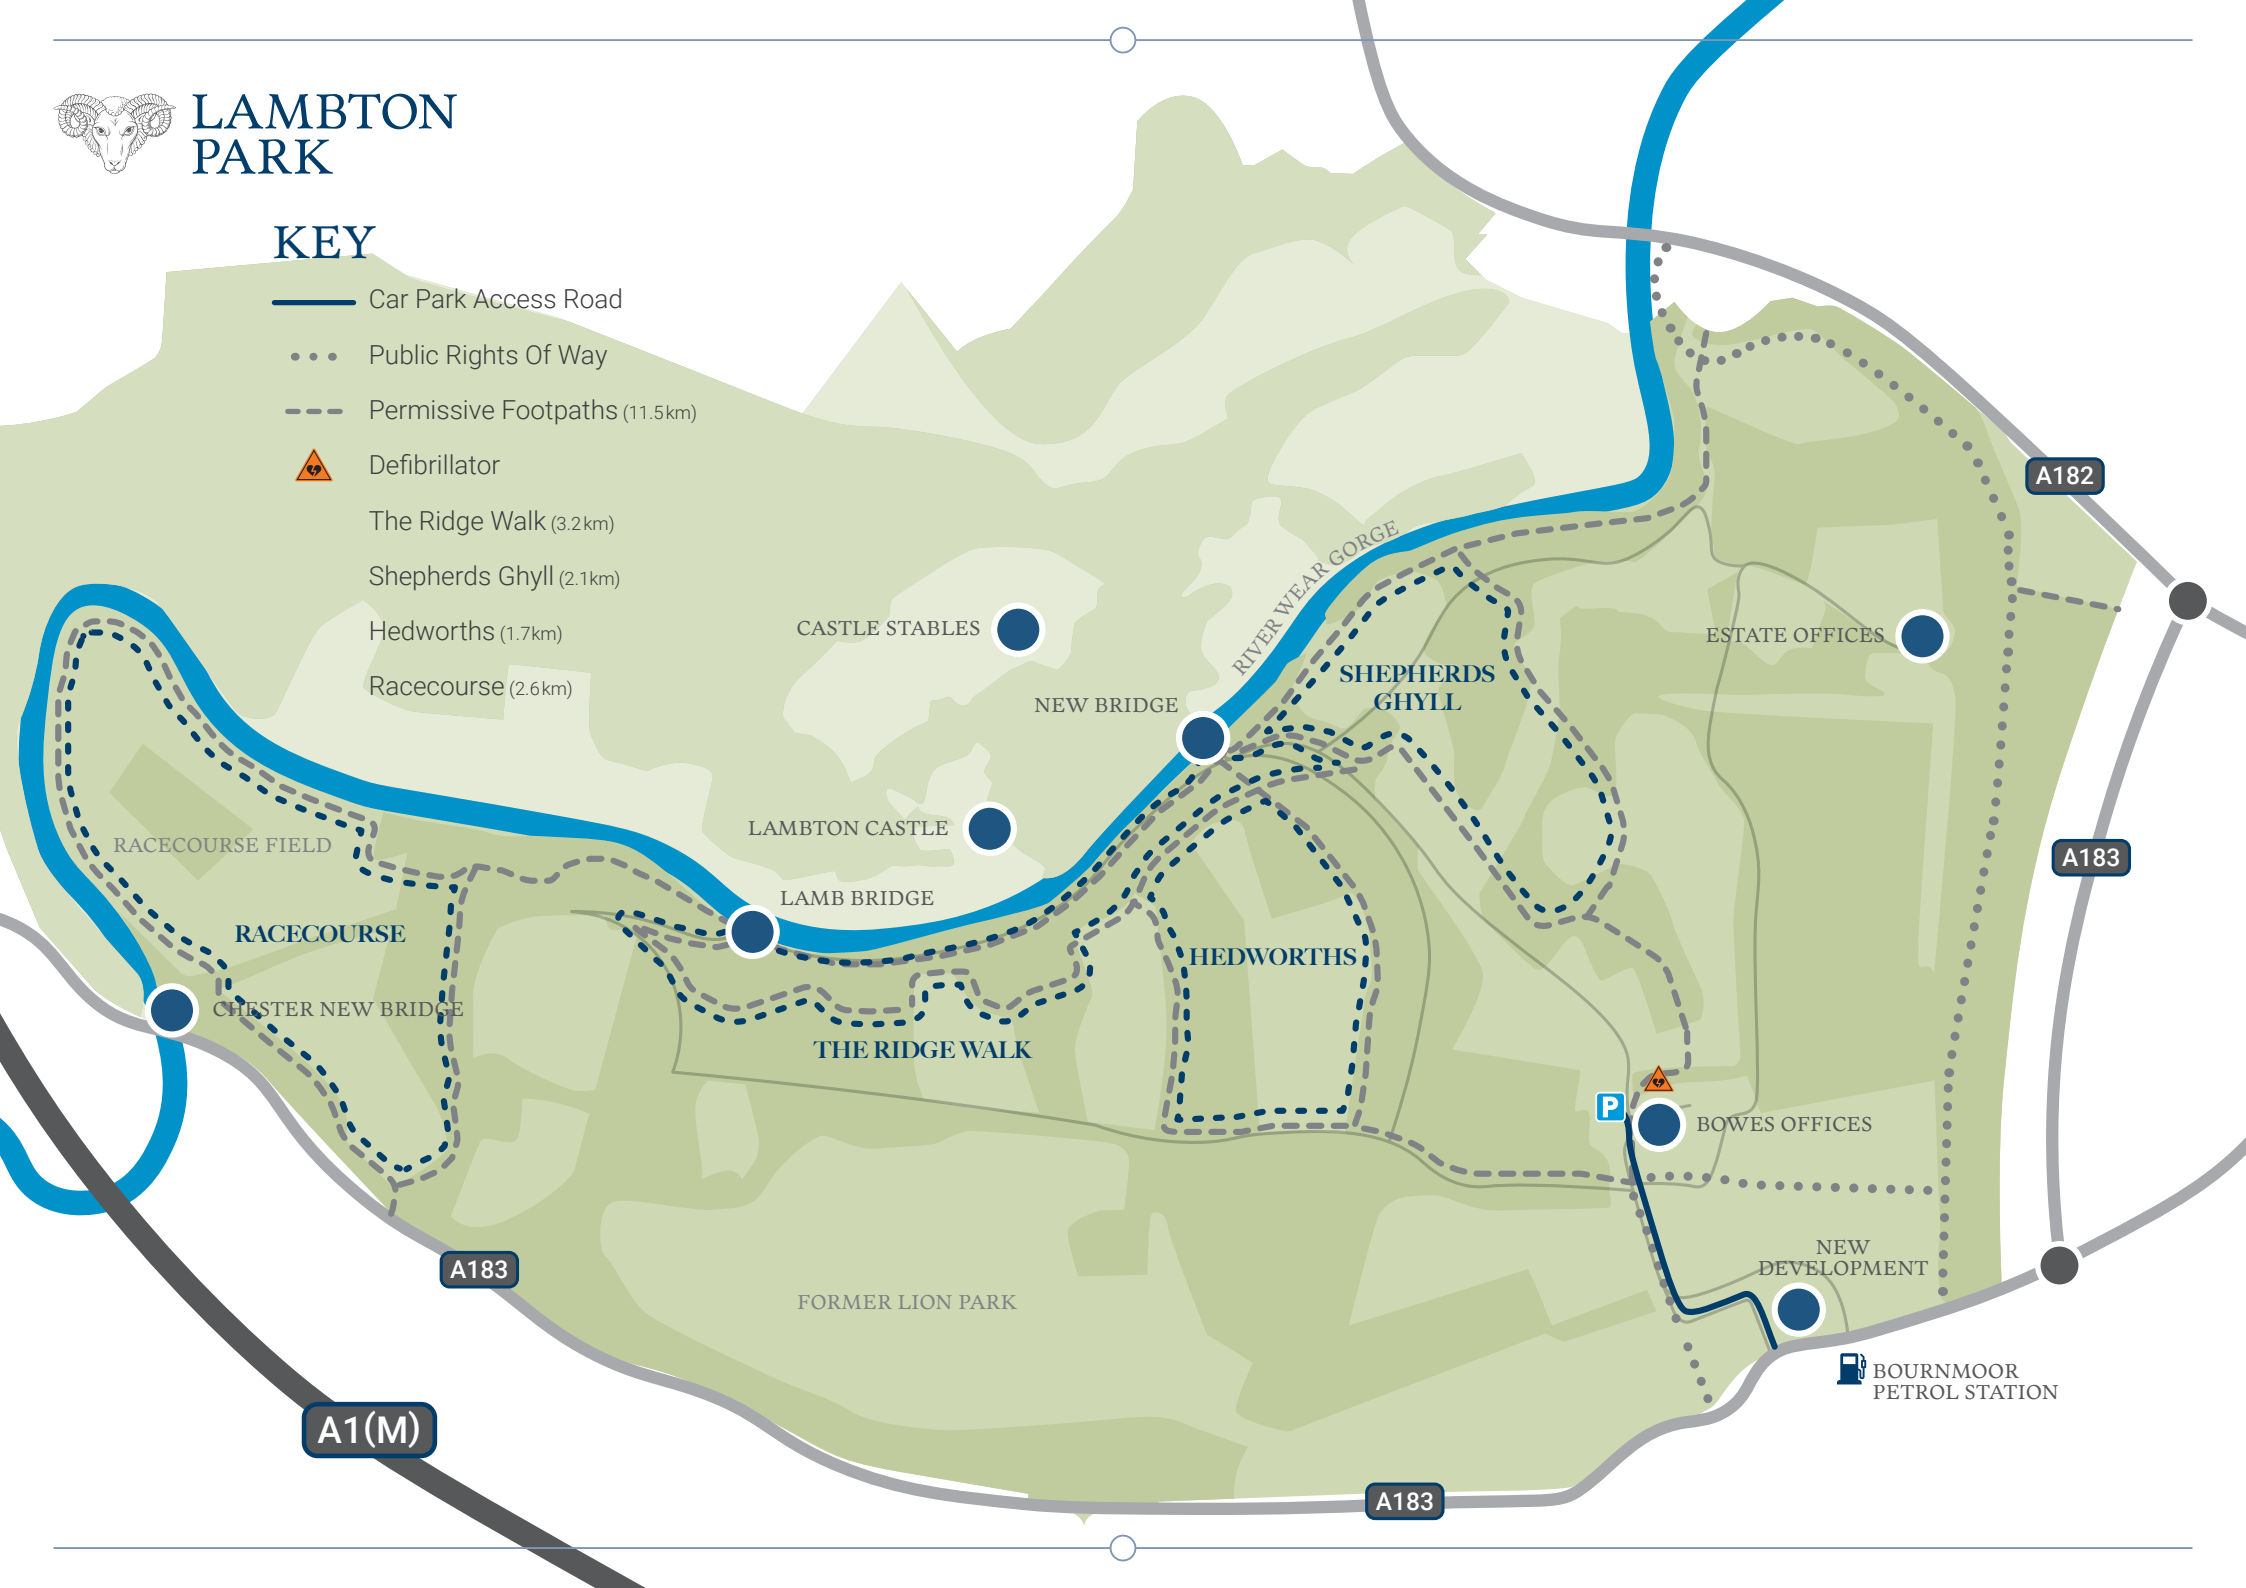 LAMBTON
PARK
KEY
Car Park Access Road
Public Rights Of Way
Permissive Footpaths (11.5km)
Defibrillator
The Ridge Walk (3.2km)
Shepherds Ghyll (2.1km)
Hedworths (1.7km)
Racecourse (2.6km)
A182
RIVER WEAR GORGE
CASTLE STABLES
ESTATE OFFICES
SHEPHERDS
GHYLL
NEW BRIDGE
LAMBTON CASTLE
RACECOURSE FIELD
A183
LAMB BRIDGE
RACECOURSE
HEDWORTHS
CHESTER NEW BRIDGE
THE RIDGE WALK
P
BOWES OFFICES
NEW
DEVELOPMENT
A183
FORMER LION PARK
BOURNMOOR
PETROL STATION
A1(M)
A183